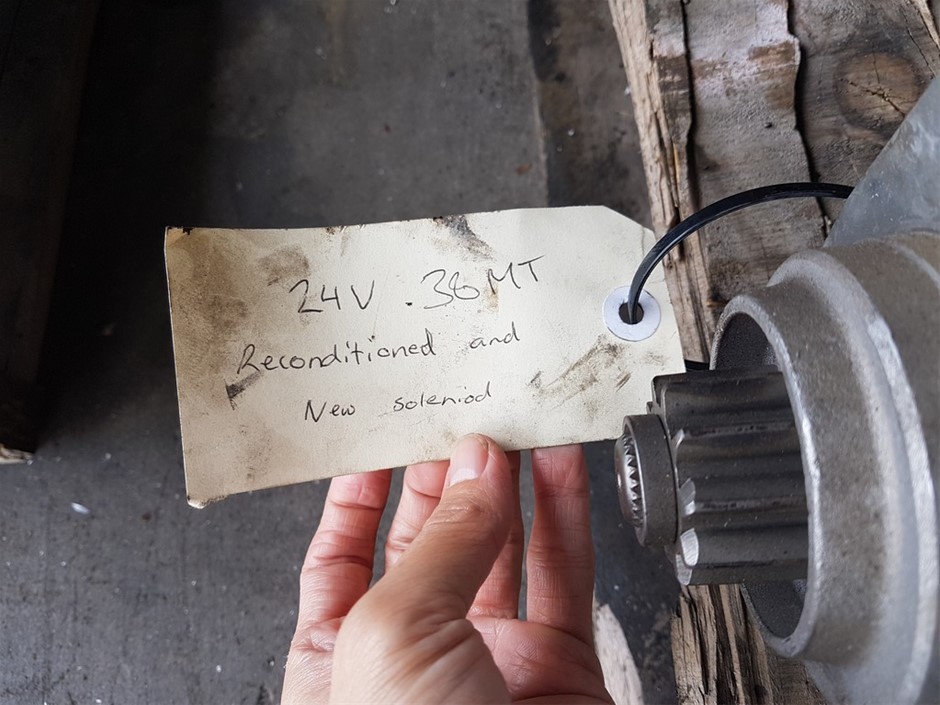 24V .38MT
Reconditioned and
New soleniod